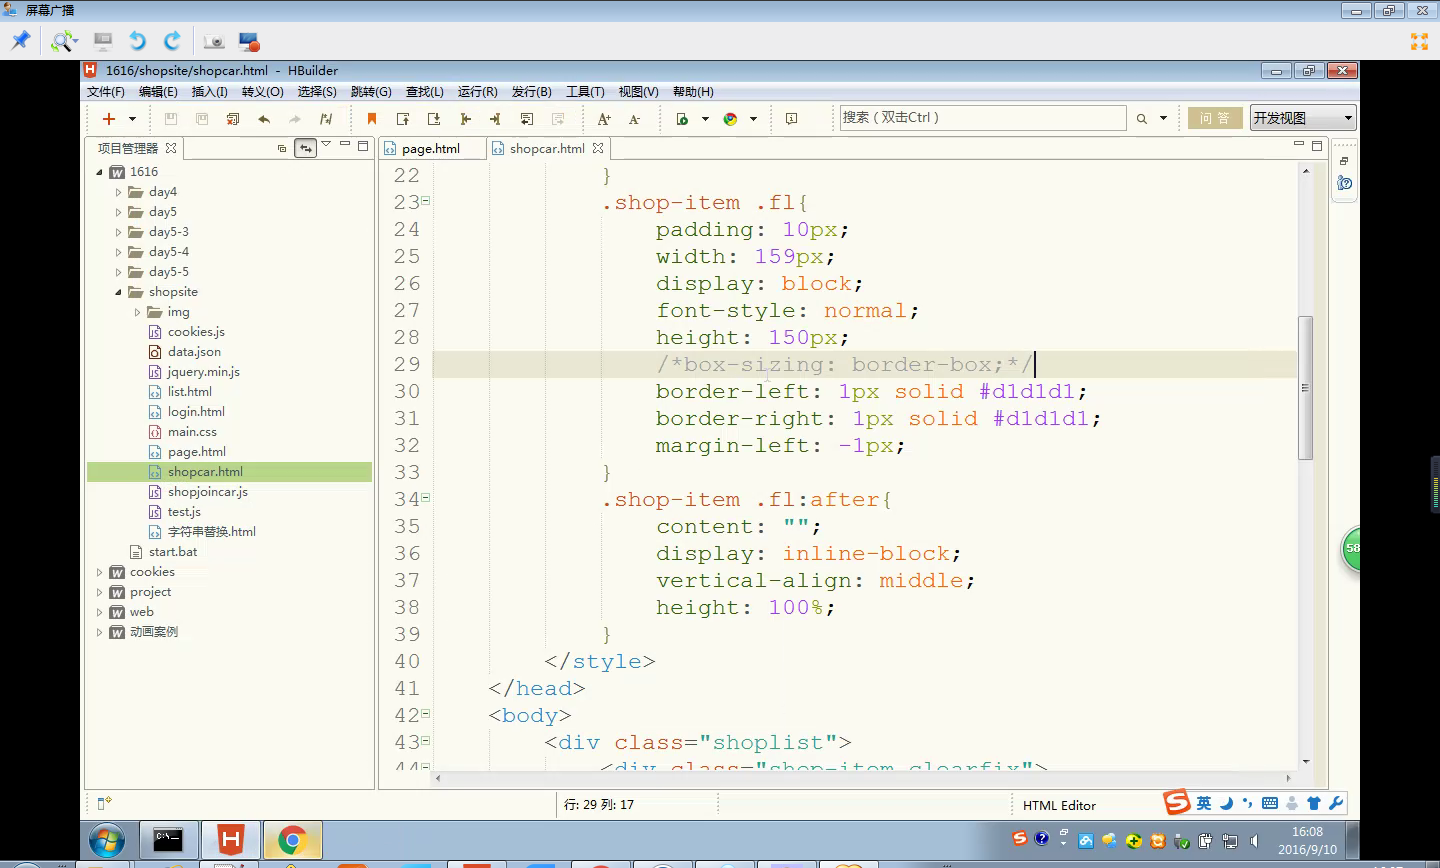 屏幕广播
1616/shopsite/shopcar.html - HBuilder
文件(F) 编辑(E) 插入(I) 转义(O) 选择(S) 跳转(G) 查找(L) 运行(R) 发行(B) 工具(T) 视图(V) 帮助(H)
搜索 ( 双击Ctrl )
问 答
开发视图
项目管理器
page.html
shopcar.html
1616
day4
day5
day5-3
day5-4
day5-5
shopsite
img
cookies.js
data.json
jquery.min.js
list.html
login.html
main.css
page.html
shopcar.html
shopjoincar.js
test.js
字符串替换.html
start.bat
cookies
project
web
动画案例
22 }
23 .shop-item .fl{
24 padding: 10px;
25 width: 159px;
26 display: block;
27 font-style: normal;
28 height: 150px;
29 /*box-sizing: border-box;*/
30 border-left: 1px solid #d1d1d1;
31 border-right: 1px solid #d1d1d1;
32 margin-left: -1px;
33 }
34 .shop-item .fl:after{
35 content: "";
36 display: inline-block;
37 vertical-align: middle;
38 height: 100%;
39 }
40 </style>
41 </head>
42 <body>
43 <div class="shoplist">
44 <div class="shop-item clearfix">
58
行: 29 列: 17
HTML Editor
英
16:08
2016/9/10